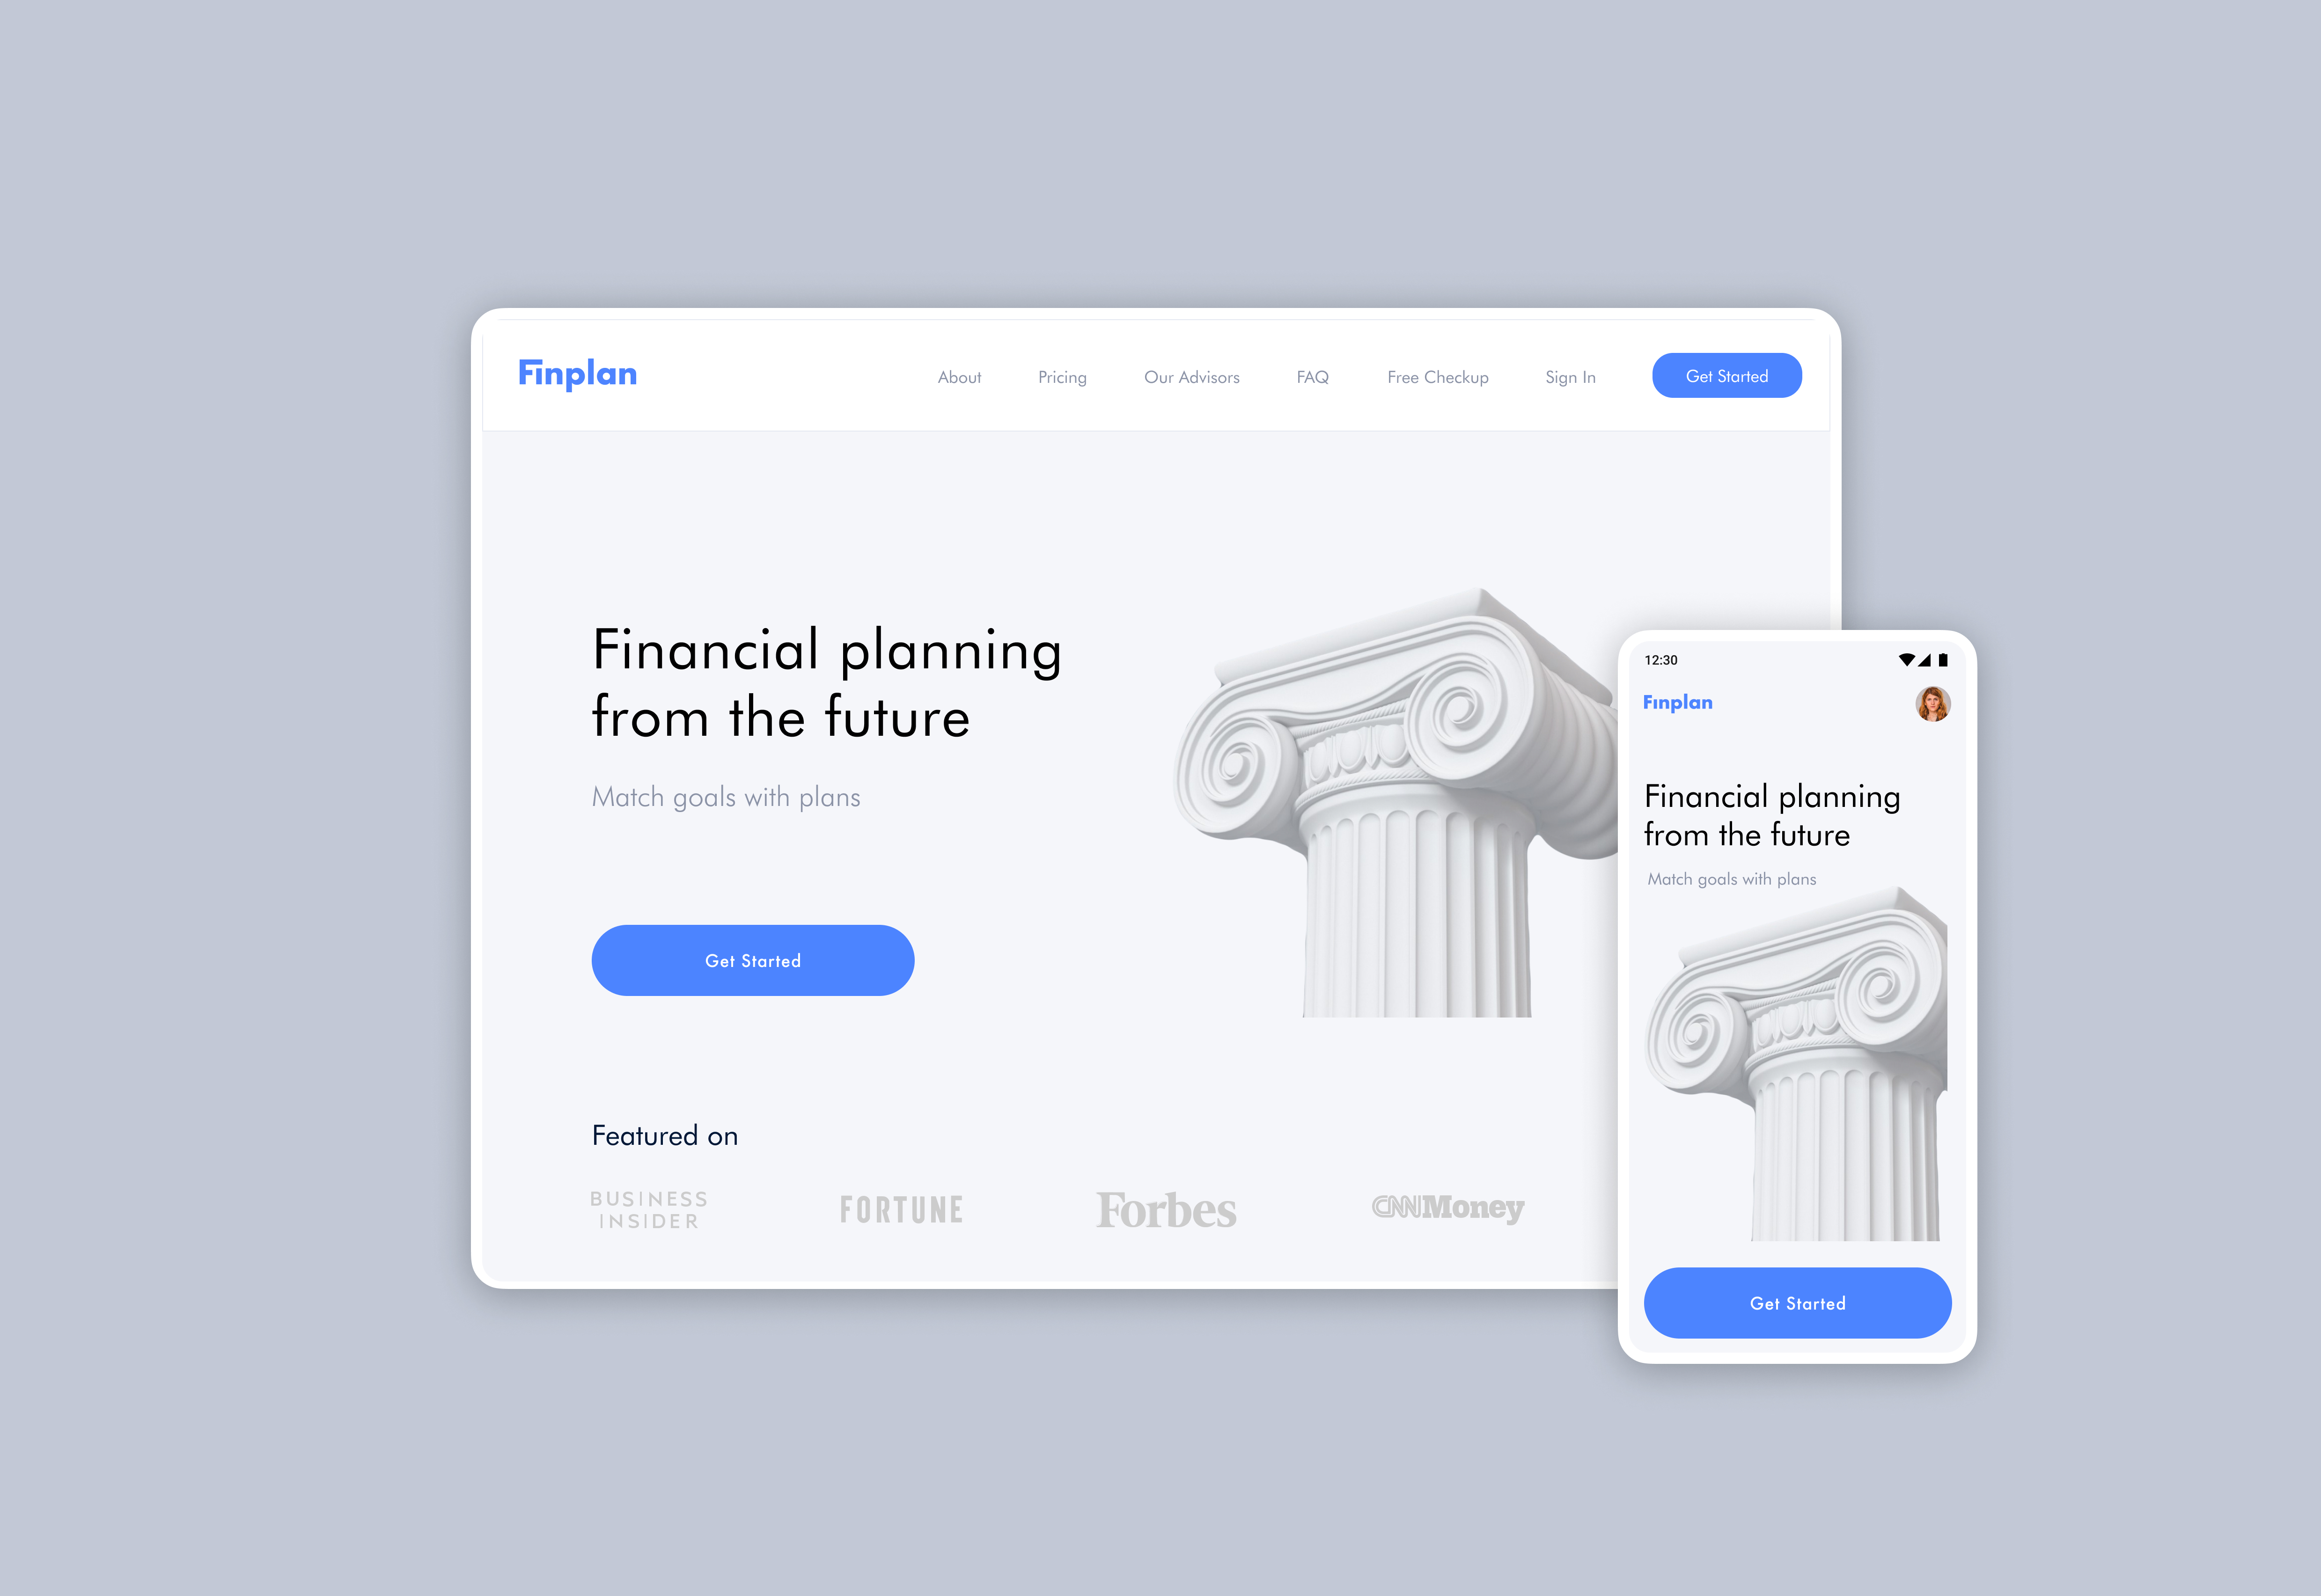 Finplan
About
Pricing
Our Advisors
FAQ
Free Checkup
Sign In
Get Started
Financial planning
from the future
Match goals with plans
Get Started
Featured on
BUSINESS
INSIDER
FORTUNE
Forbes
CNNMoney
12:30
Finplan
Financial planning
from the future
Match goals with plans
Get Started